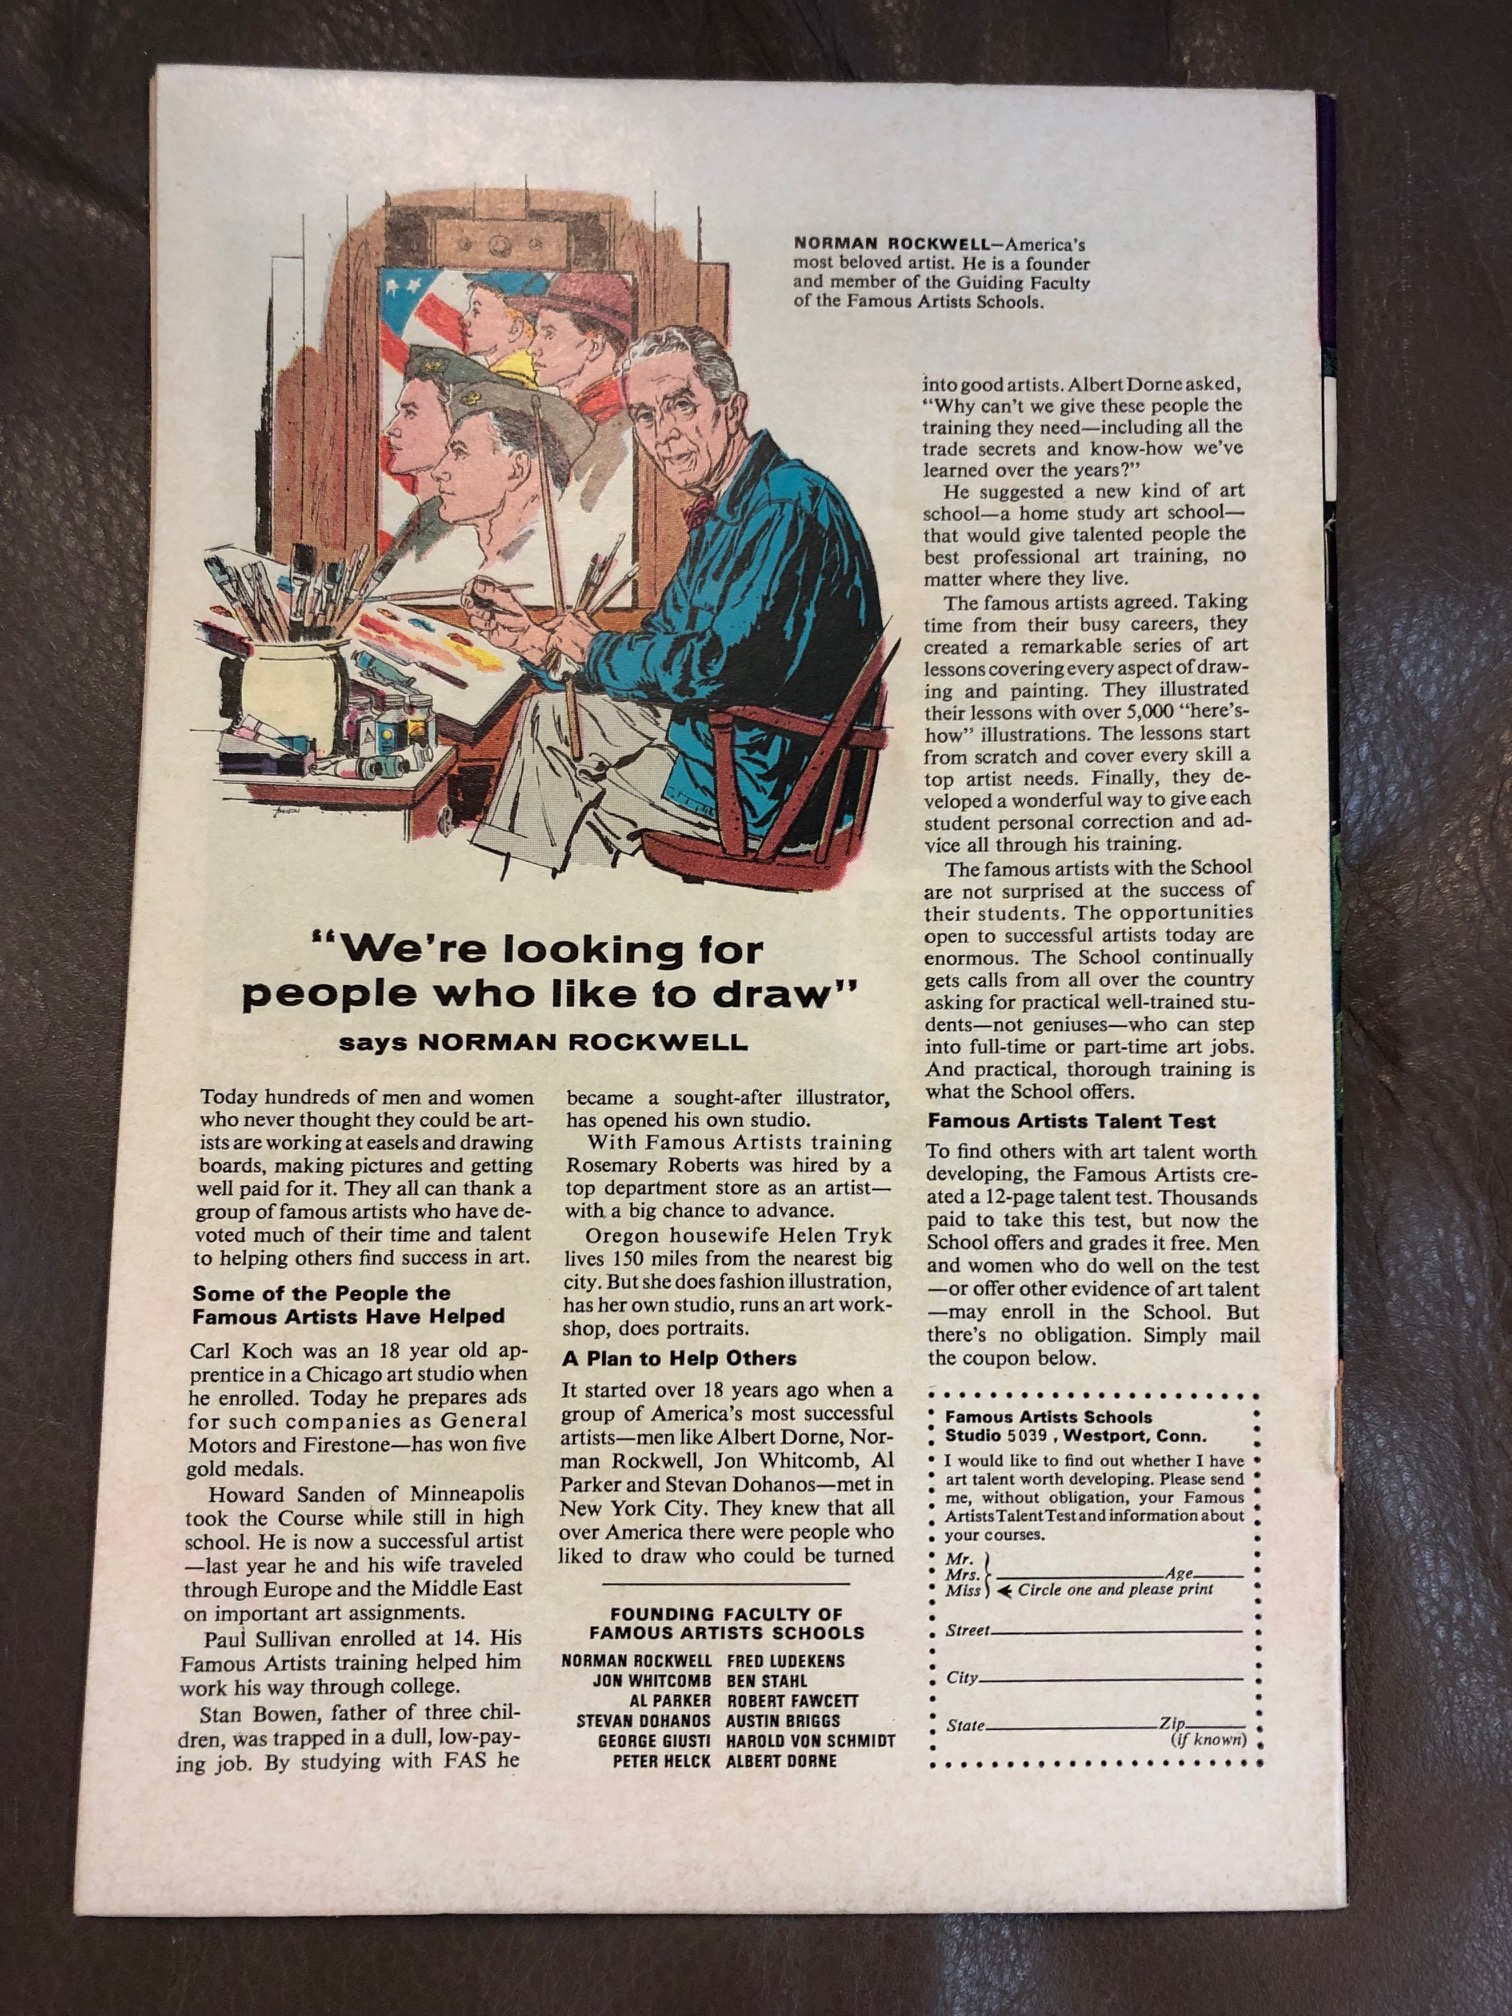 NORMAN ROCKWELL—America's
most beloved artist. He is a founder
and member of the Guiding Faculty
of the Famous Artists Schools.
"We're looking for
people who like to draw"
says NORMAN ROCKWELL
Today hundreds of men and women
who never thought they could be art-
ists are working at easels and drawing
boards, making pictures and getting
well paid for it. They all can thank a
group of famous artists who have de-
voted much of their time and talent
to helping others find success in art.
Some of the People the
Famous Artists Have Helped
Carl Koch was an 18 year old ap-
prentice in a Chicago art studio when
he enrolled. Today he prepares ads
for such companies as General
Motors and Firestone—has won five
gold medals.
Howard Sanden of Minneapolis
took the Course while still in high
school. He is now a successful artist
—last year he and his wife traveled
through Europe and the Middle East
on important art assignments.
Paul Sullivan enrolled at 14. His
Famous Artists training helped him
work his way through college.
Stan Bowen, father of three chil-
dren, was trapped in a dull, low-pay-
ing job. By studying with FAS he
became a sought-after illustrator,
has opened his own studio.
With Famous Artists training
Rosemary Roberts was hired by a
top department store as an artist—
with a big chance to advance.
Oregon housewife Helen Tryk
lives 150 miles from the nearest big
city. But she does fashion illustration,
has her own studio, runs an art work-
shop, does portraits.
A Plan to Help Others
It started over 18 years ago when a
group of America's most successful
artists—men like Albert Dorne, Nor-
man Rockwell, Jon Whitcomb, Al
Parker and Stevan Dohanos—met in
New York City. They knew that all
over America there were people who
liked to draw who could be turned
FOUNDING FACULTY OF
FAMOUS ARTISTS SCHOOLS
NORMAN ROCKWELL FRED LUDEKENS
JON WHITCOMB BEN STAHL
AL PARKER ROBERT FAWCETT
STEVAN DOHANOS AUSTIN BRIGGS
GEORGE GIUSTI HAROLD VON SCHMIDT
PETER HELCK ALBERT DORNE
into good artists. Albert Dorne asked,
"Why can't we give these people the
training they need—including all the
trade secrets and know-how we've
learned over the years?"
He suggested a new kind of art
school—a home study art school—
that would give talented people the
best professional art training, no
matter where they live.
The famous artists agreed. Taking
time from their busy careers, they
created a remarkable series of art
lessons covering every aspect of draw-
ing and painting. They illustrated
their lessons with over 5,000 "here's-
how" illustrations. The lessons start
from scratch and cover every skill a
top artist needs. Finally, they de-
veloped a wonderful way to give each
student personal correction and ad-
vice all through his training.
The famous artists with the School
are not surprised at the success of
their students. The opportunities
open to successful artists today are
enormous. The School continually
gets calls from all over the country
asking for practical well-trained stu-
dents—not geniuses—who can step
into full-time or part-time art jobs.
And practical, thorough training is
what the School offers.
Famous Artists Talent Test
To find others with art talent worth
developing, the Famous Artists cre-
ated a 12-page talent test. Thousands
paid to take this test, but now the
School offers and grades it free. Men
and women who do well on the test
—or offer other evidence of art talent
—may enroll in the School. But
there's no obligation. Simply mail
the coupon below.
Famous Artists Schools
Studio 5039, Westport, Conn.
I would like to find out whether I have
art talent worth developing. Please send
me, without obligation, your Famous
Artists Talent Test and information about
your courses.
Mr.
Mrs. Age
Miss Circle one and please print
Street
City
State Zip
(if known)